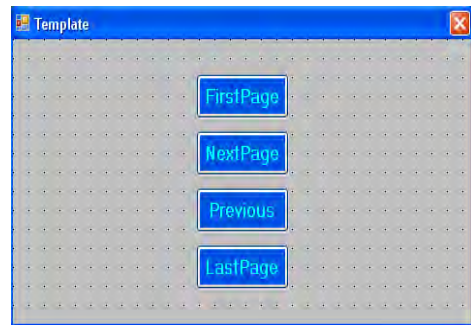 Template
FirstPage
NextPage
Previous
LastPage